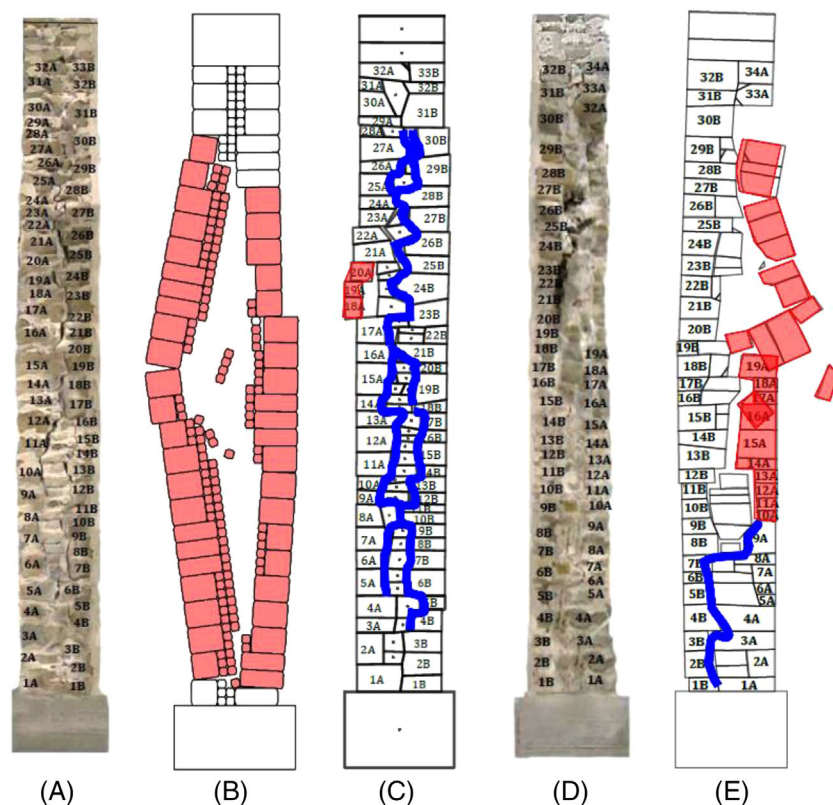 32A 33B
31A 32B
30A 31B
29A
28A 30B
27A
26A 29B
25A
28B
24A
23A 27B
22A
21A 26B
25B
20A
19A 24B
18A 23B
17A 22B
16A 21B
20B
15A 19B
14A 18B
13A 17B
12A 16B
11A 15B
14B
10A 13B
9A 12B
11B
8A 10B
7A 9B
8B
6A 7B
5A 6B
4A 5B
4B
3A 3B
2A 2B
1A 1B
(A)
(B)
32A 33B
31A 32B
30A 31B
29A
28A 30B
27A
26A 29B
25A 28B
24A
23A 27B
22A 26B
21A
20A 25B
19A 24B
18A
23B
17A 22B
16A 21B
15A 20B
19B
14A 18B
13A 17B
12A
15B
11A
10A 13B
9A 12B
11B
8A 10B
9B
7A 8B
6A 7B
5A 6B
4A
3A 4B
2A 3B
2B
1A 1B
(C)
32B 34A
31B 33A
32A
30B
29B
28B
27B
26B
25B
24B
23B
22B
21B
20B
19B
18B 19A
17B 18A
16B 17A
15B 16A
14B 15A
13B 14A
12B 13A
11B 12A
10B 11A
9B 10A
8B 9A
7B 8A
6B 7A
6A
5B 5A
4B 4A
3B 3A
2B 2A
1B 1A
(D)
32B 34A
31B 33A
30B
29B
28B
27B
26B
25B
24B
23B
22B
21B
20B
19B
18B 19A
17B 18A
16B 17A
15B 16A
14B 15A
13B 14A
12B 13A
11B 12A
10B 11A
10A
9B 9A
8B
7B 8A
6B 7A
5B 6A
5A
4B 4A
3B 3A
2B 2A
1B 1A
(E)